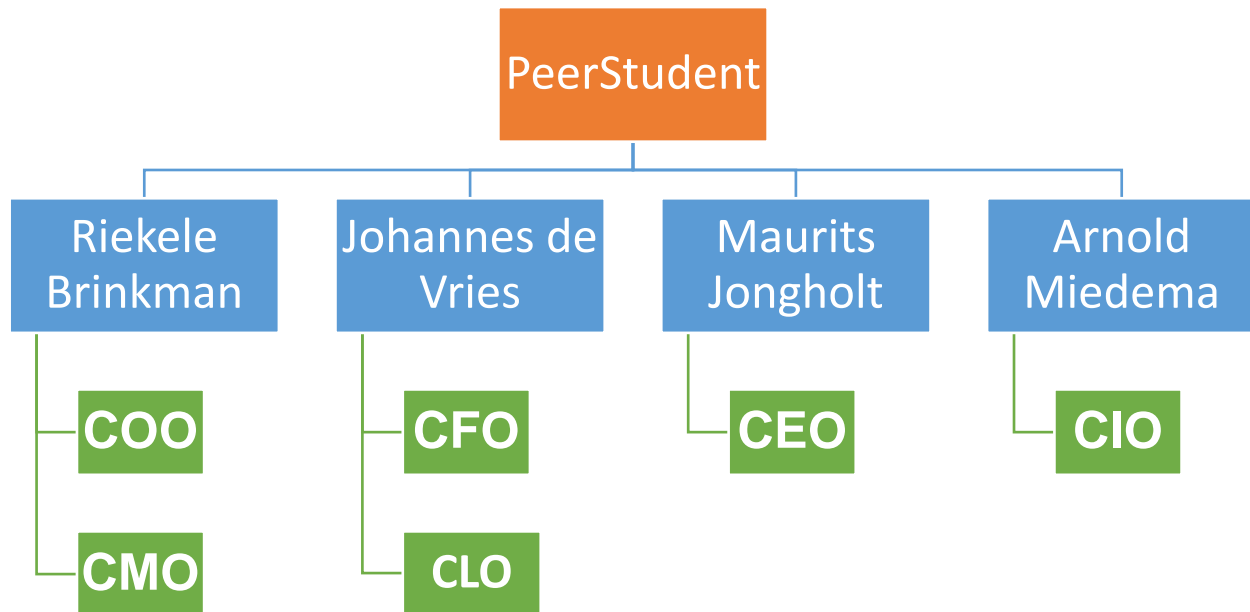 PeerStudent
Riekele
Brinkman
Johannes de
Vries
Maurits
Jongholt
Arnold
Miedema
COO
CFO
CEO
CIO
CMO
CLO